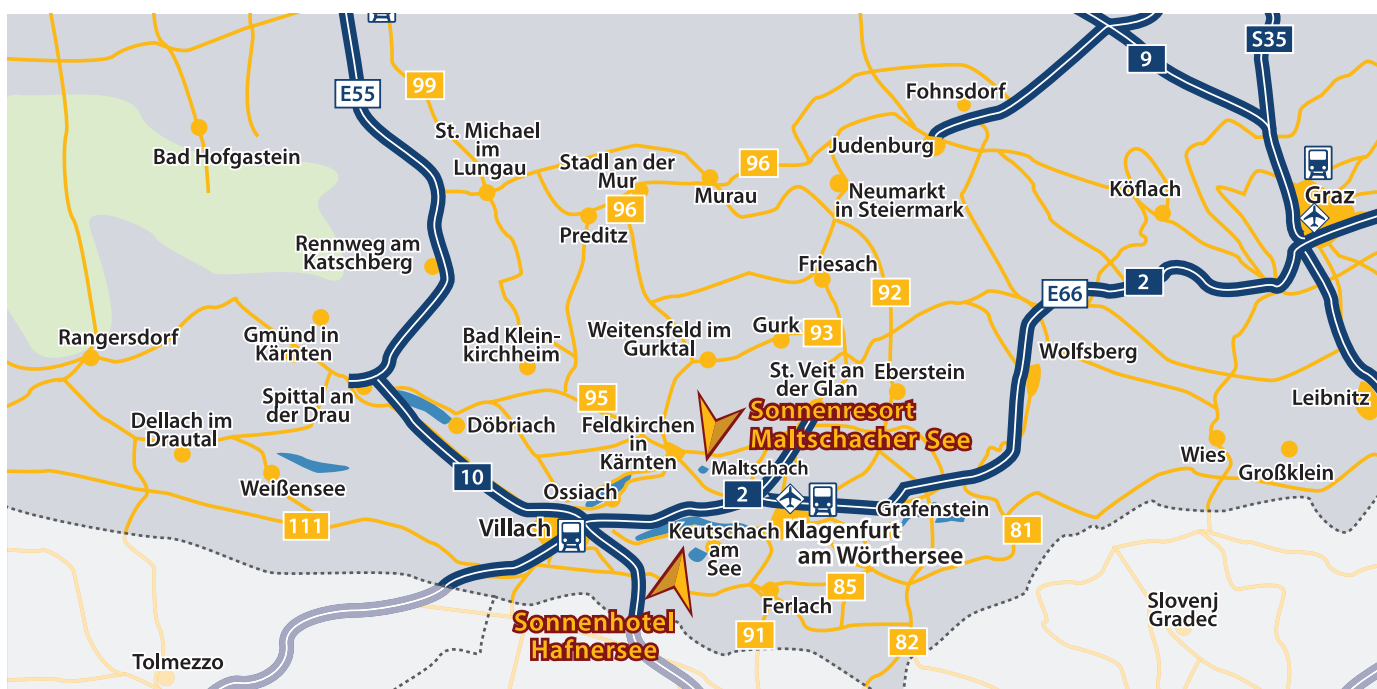 9
S35
E55
99
Fohnsdorf
St. Michael
im
Lungau
Bad Hofgastein
Stadl an der
Mur
96
Judenburg
Murau
Neumarkt
in Steiermark
Köflach
Graz
96
Preditz
Rennweg am
Katschberg
Friesach
92
E66
2
Rangersdorf
Gmünd in
Kärnten
Bad Klein-
kirchheim
Weitensfeld im
Gurktal
Gurk
93
Wolfsberg
St. Veit an
der Glan
Eberstein
Spittal an
der Drau
95
Leibnitz
Dellach im
Drautal
Döbriach
Feldkirchen
in
Kärnten
Sonnenresort
Maltschacher See
Maltschach
Wies
Großklein
Weißensee
10
Ossiach
2
Grafenstein
111
Villach
Keutschach
am
See
Klagenfurt
am Wörthersee
81
85
Ferlach
Sonnenhotel
Hafnersee
91
82
Slovenj
Gradec
Tolmezzo